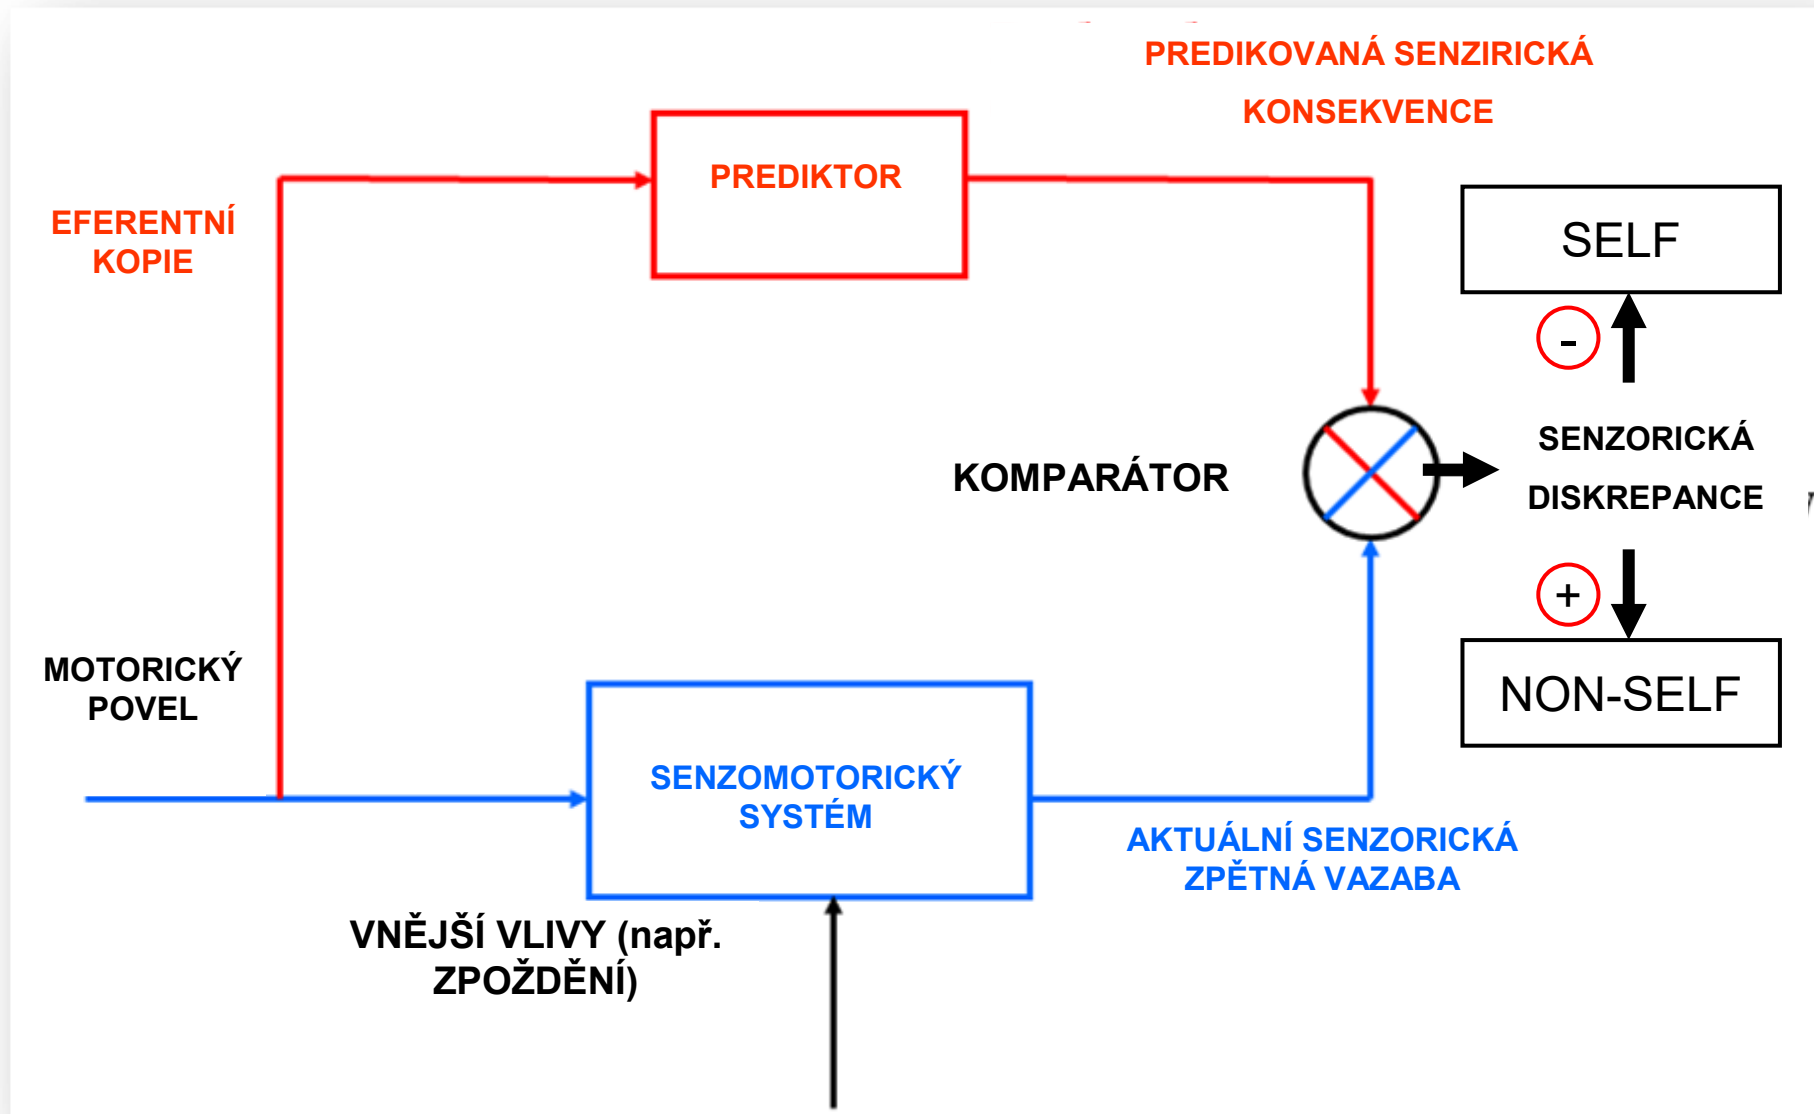 PREDIKOVANÁ SENZIRICKÁ
KONSEKVENCE
PREDIKTOR
EFERENTNÍ
KOPIE
SELF
-
SENZORICKÁ
DISKREPANCE
KOMPARÁTOR
+
NON-SELF
MOTORICKÝ
POVEL
SENZOMOTORICKÝ
SYSTÉM
AKTUÁLNÍ SENZORICKÁ
ZPĚTNÁ VAZABA
VNĚJŠÍ VLIVY (např.
ZPOŽDĚNÍ)